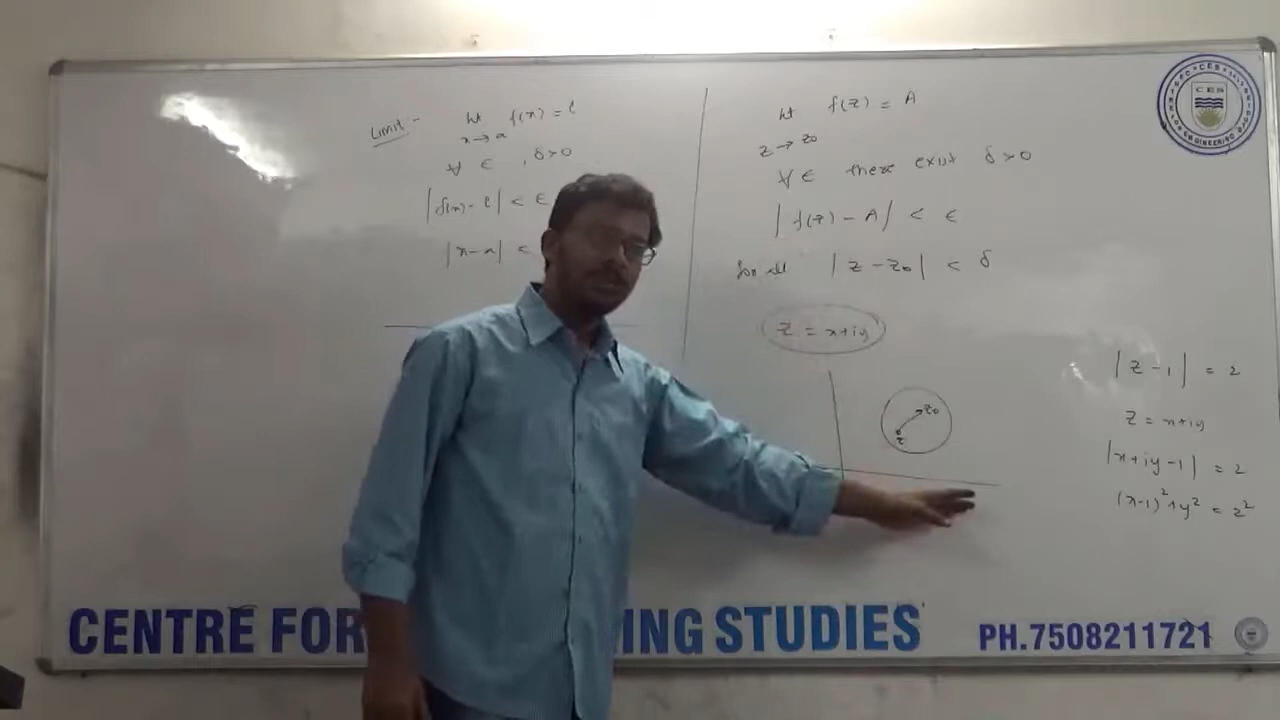 Limit:- lt f(x) = l
x→a
∀ ∈ , δ>0
|f(x) - l| < ∈
|x-a| <
lt f(z) = A
z→z₀
∀ ∈ there exist δ>0
|f(z) - A| < ∈
for all |z - z₀| < δ
z = x+iy
z₀
z
|z - 1| = 2
z = x+iy
|x+iy-1| = 2
(x-1)²+y² = 2²
CES
CENTRE FOR
ING STUDIES
PH.7508211721